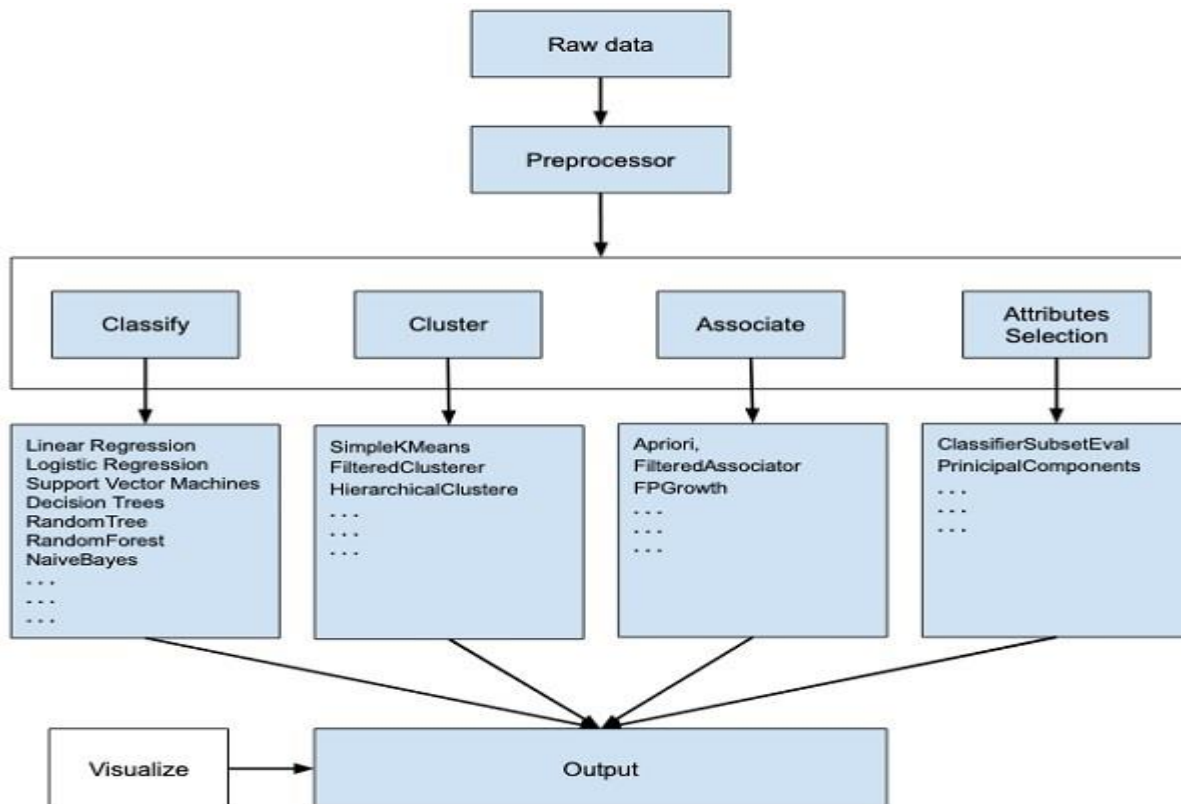 Raw data
Preprocessor
Classify
Cluster
Associate
Attributes
Selection
Linear Regression
Logistic Regression
Support Vector Machines
Decision Trees
RandomTree
RandomForest
NaiveBayes
. . .
. . .
. . .
SimpleKMeans
FilteredClusterer
HierarchicalClustere
. . .
. . .
. . .
Apriori,
FilteredAssociator
FPGrowth
. . .
. . .
. . .
ClassifierSubsetEval
PrinicipalComponents
. . .
. . .
. . .
Visualize
Output